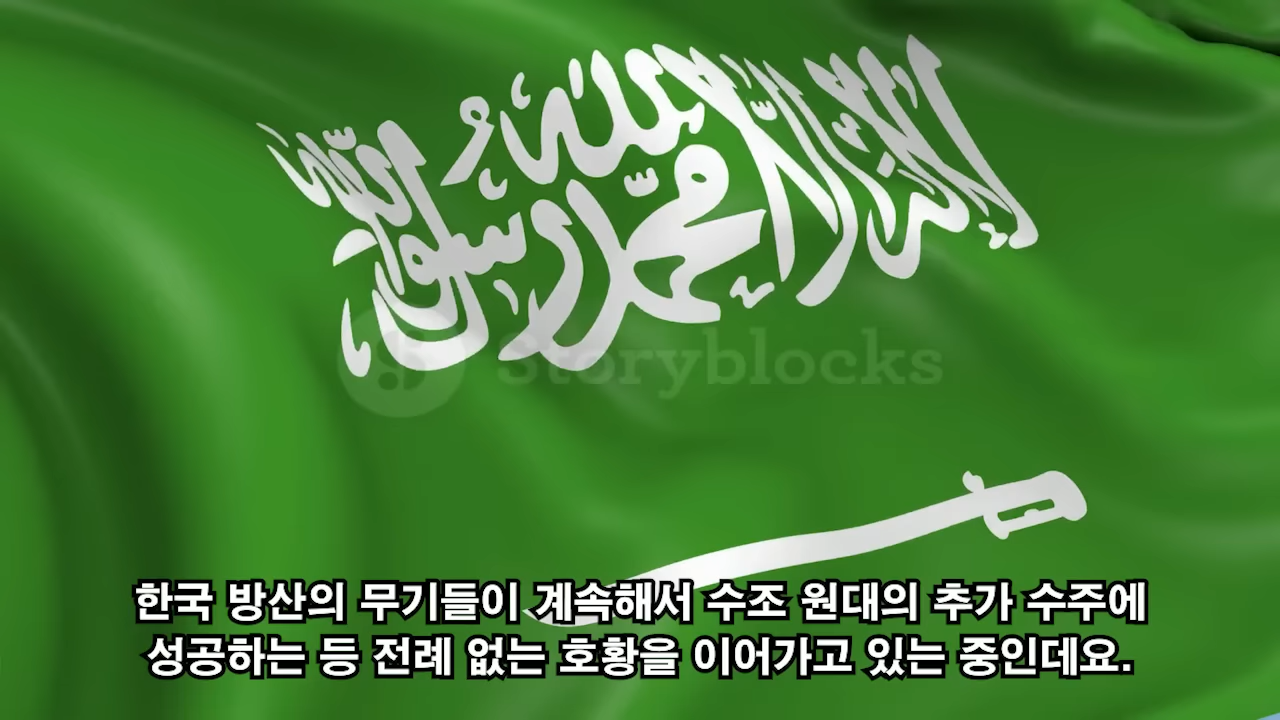 لا إله إلا الله محمد رسول الله
Storyblocks
한국 방산의 무기들이 계속해서 수조 원대의 추가 수주에
성공하는 등 전례 없는 호황을 이어가고 있는 중인데요.